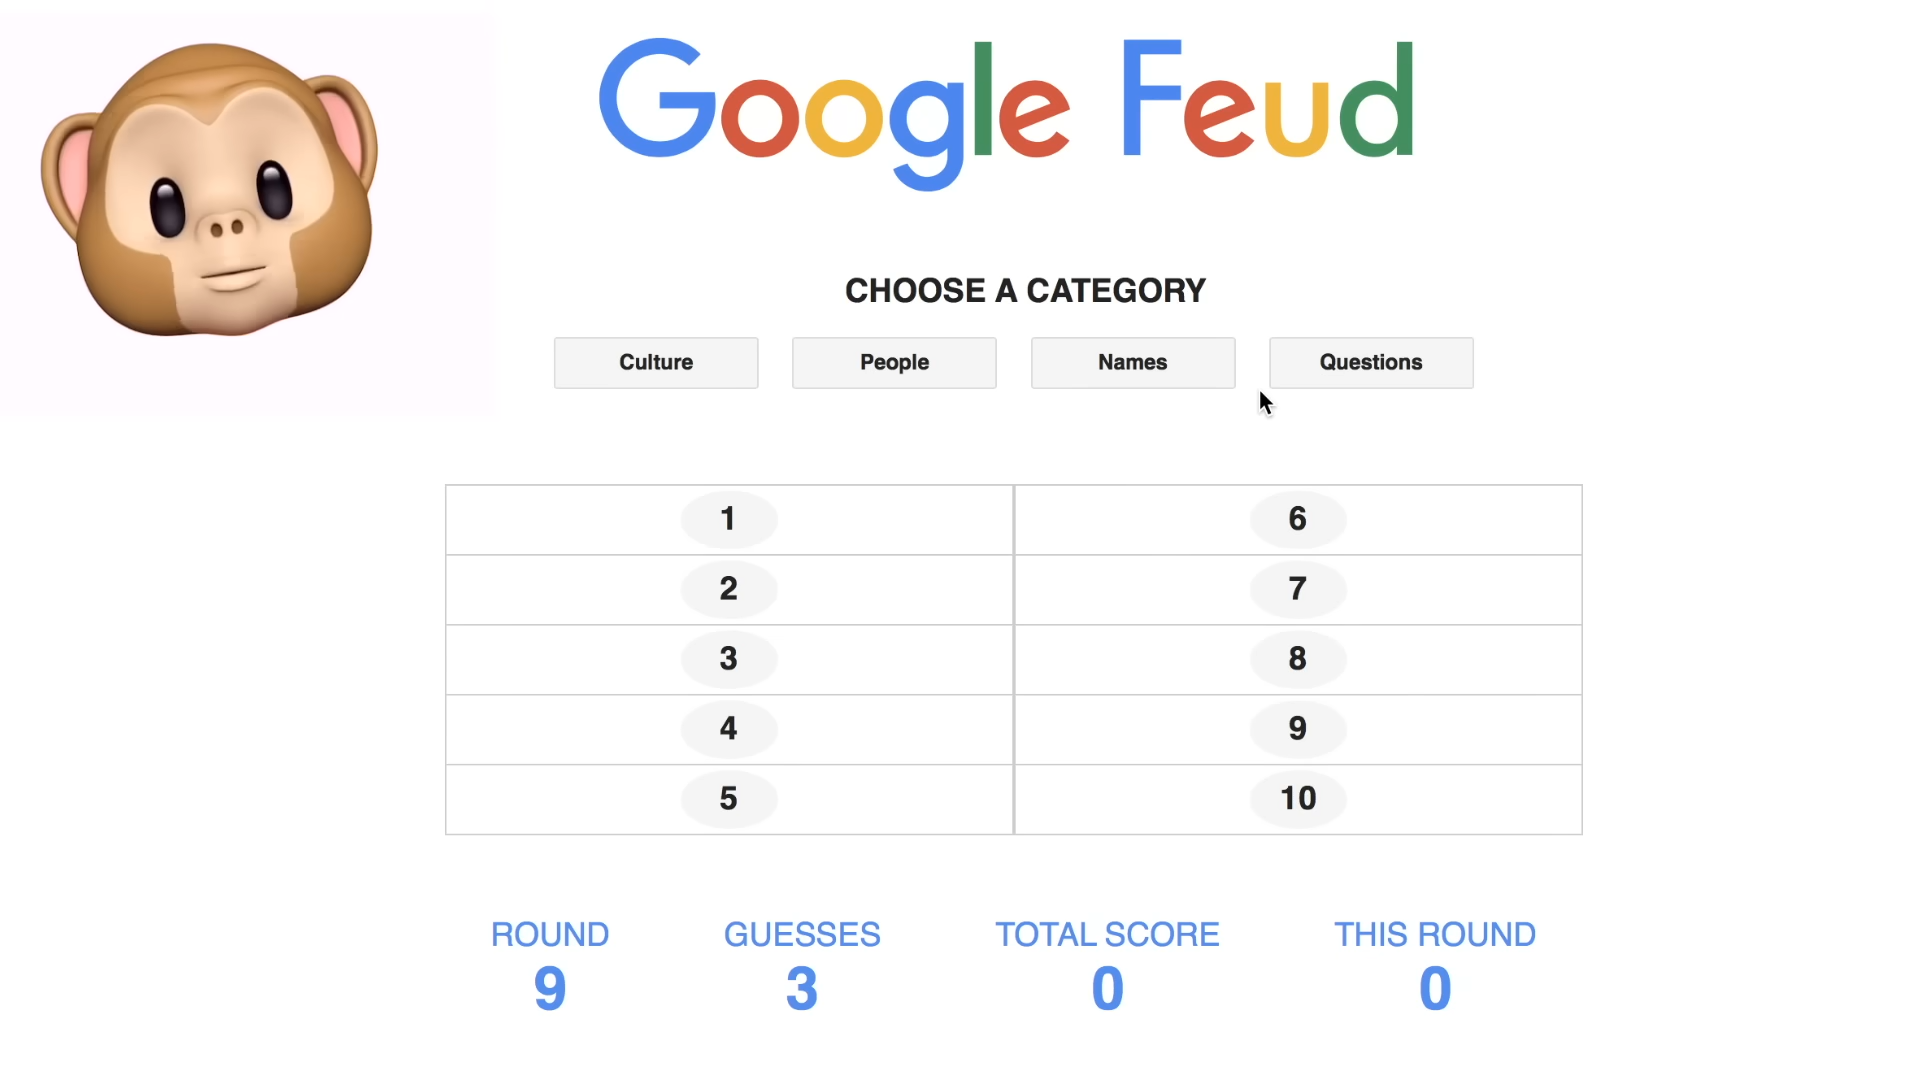 Google Feud
CHOOSE A CATEGORY
Culture People Names Questions
1 6
2 7
3 8
4 9
5 10
ROUND GUESSES TOTAL SCORE THIS ROUND
9 3 0 0